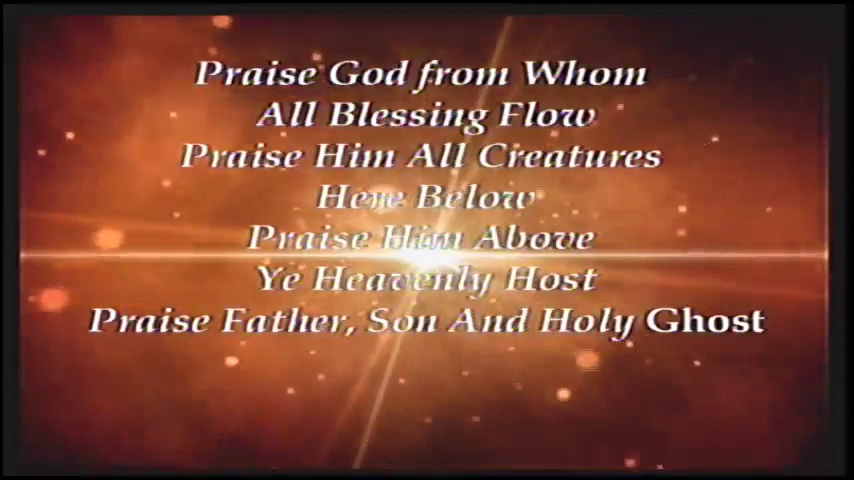 Praise God from Whom
All Blessing Flow
Praise Him All Creatures
Here Below
Praise Him Above
Ye Heavenly Host
Praise Father, Son And Holy Ghost